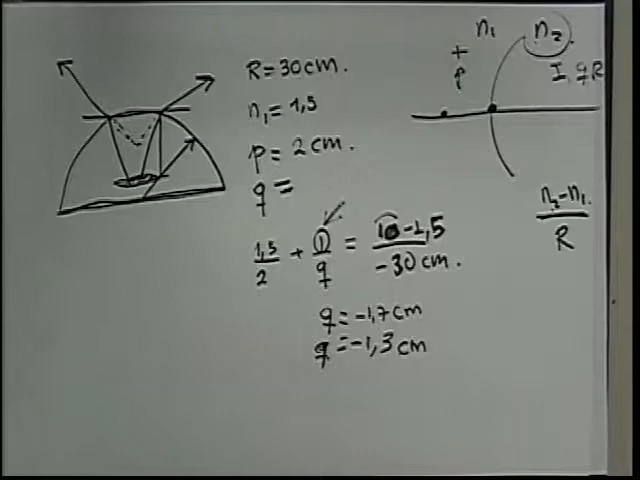 R = 30 cm.
n₁ = 1,5
p = 2 cm.
q =
1,5/2 + 1/q = (1,0 - 1,5)/(-30 cm.)
q = -1,7 cm
q = -1,3 cm
n₁ n₂
+ I, q R
p
(n₂ - n₁)/R